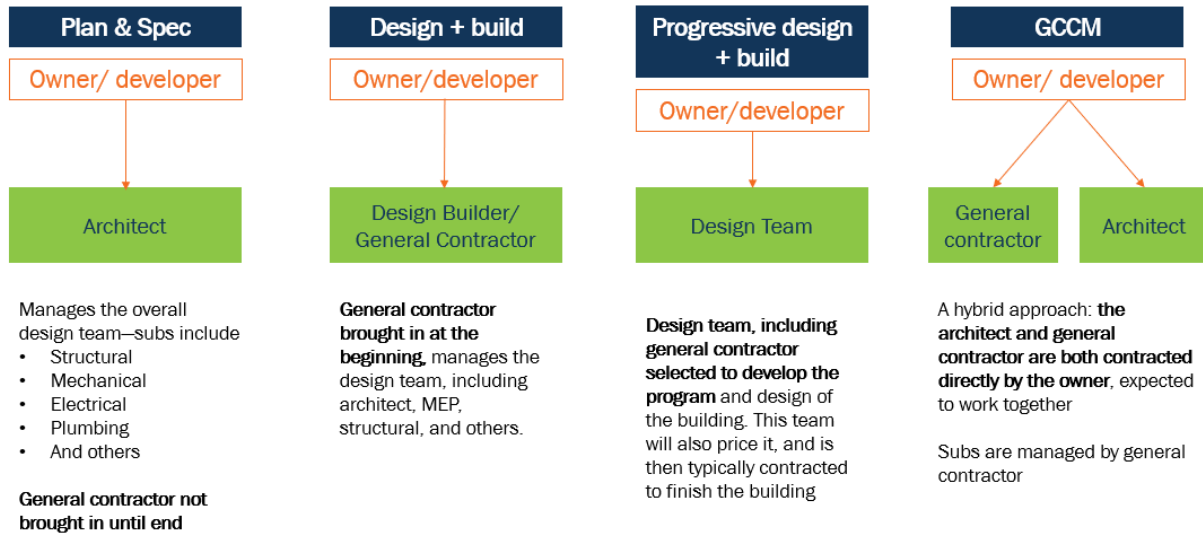 Plan & Spec
Owner/ developer
Architect
Manages the overall
design team—subs include
• Structural
• Mechanical
• Electrical
• Plumbing
• And others
General contractor not
brought in until end
Design + build
Owner/developer
Design Builder/
General Contractor
General contractor
brought in at the
beginning, manages the
design team, including
architect, MEP,
structural, and others.
Progressive design
+ build
Owner/developer
Design Team
Design team, including
general contractor
selected to develop the
program and design of
the building. This team
will also price it, and is
then typically contracted
to finish the building
GCCM
Owner/ developer
General
contractor
Architect
A hybrid approach: the
architect and general
contractor are both contracted
directly by the owner, expected
to work together
Subs are managed by general
contractor